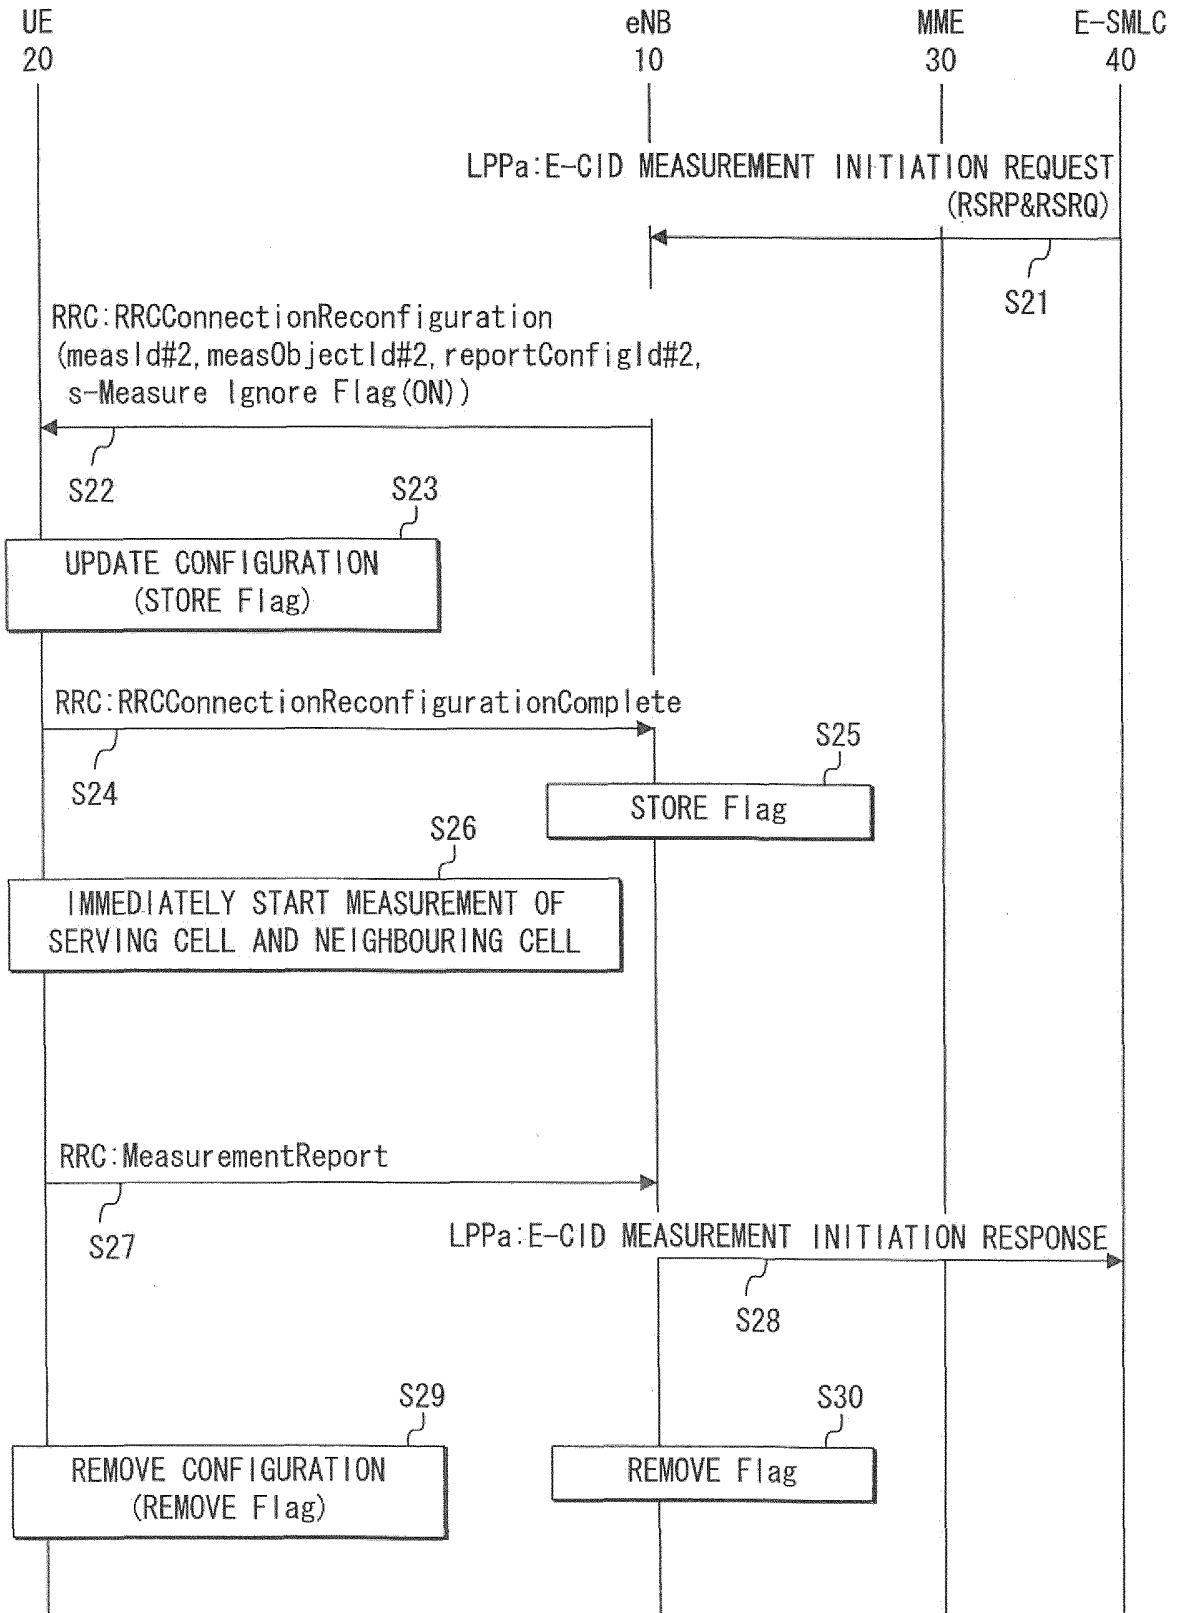 UE
20
eNB
10
MME
30
E-SMLC
40
LPPa:E-CID MEASUREMENT INITIATION REQUEST
(RSRP&RSRQ)
S21
RRC:RRCConnectionReconfiguration
(measId#2,measObjectId#2,reportConfigId#2,
s-Measure Ignore Flag(ON))
S22
S23
UPDATE CONFIGURATION
(STORE Flag)
RRC:RRCConnectionReconfigurationComplete
S24
S25
STORE Flag
S26
IMMEDIATELY START MEASUREMENT OF
SERVING CELL AND NEIGHBOURING CELL
RRC:MeasurementReport
S27
LPPa:E-CID MEASUREMENT INITIATION RESPONSE
S28
S29
REMOVE CONFIGURATION
(REMOVE Flag)
S30
REMOVE Flag